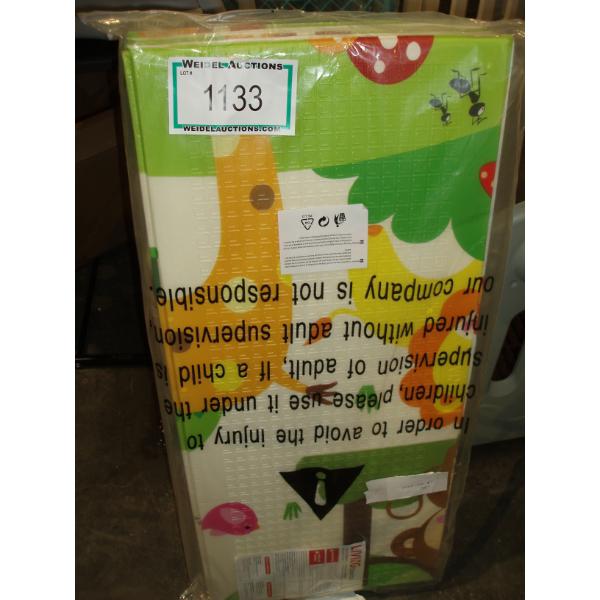 WEIDEL AUCTIONS
LOT #
1133
WEIDELAUCTIONS.COM
In order to avoid the injury to
children, please use it under the
supervision of adult, If a child is
injured without adult supervision,
our company is not responsible.